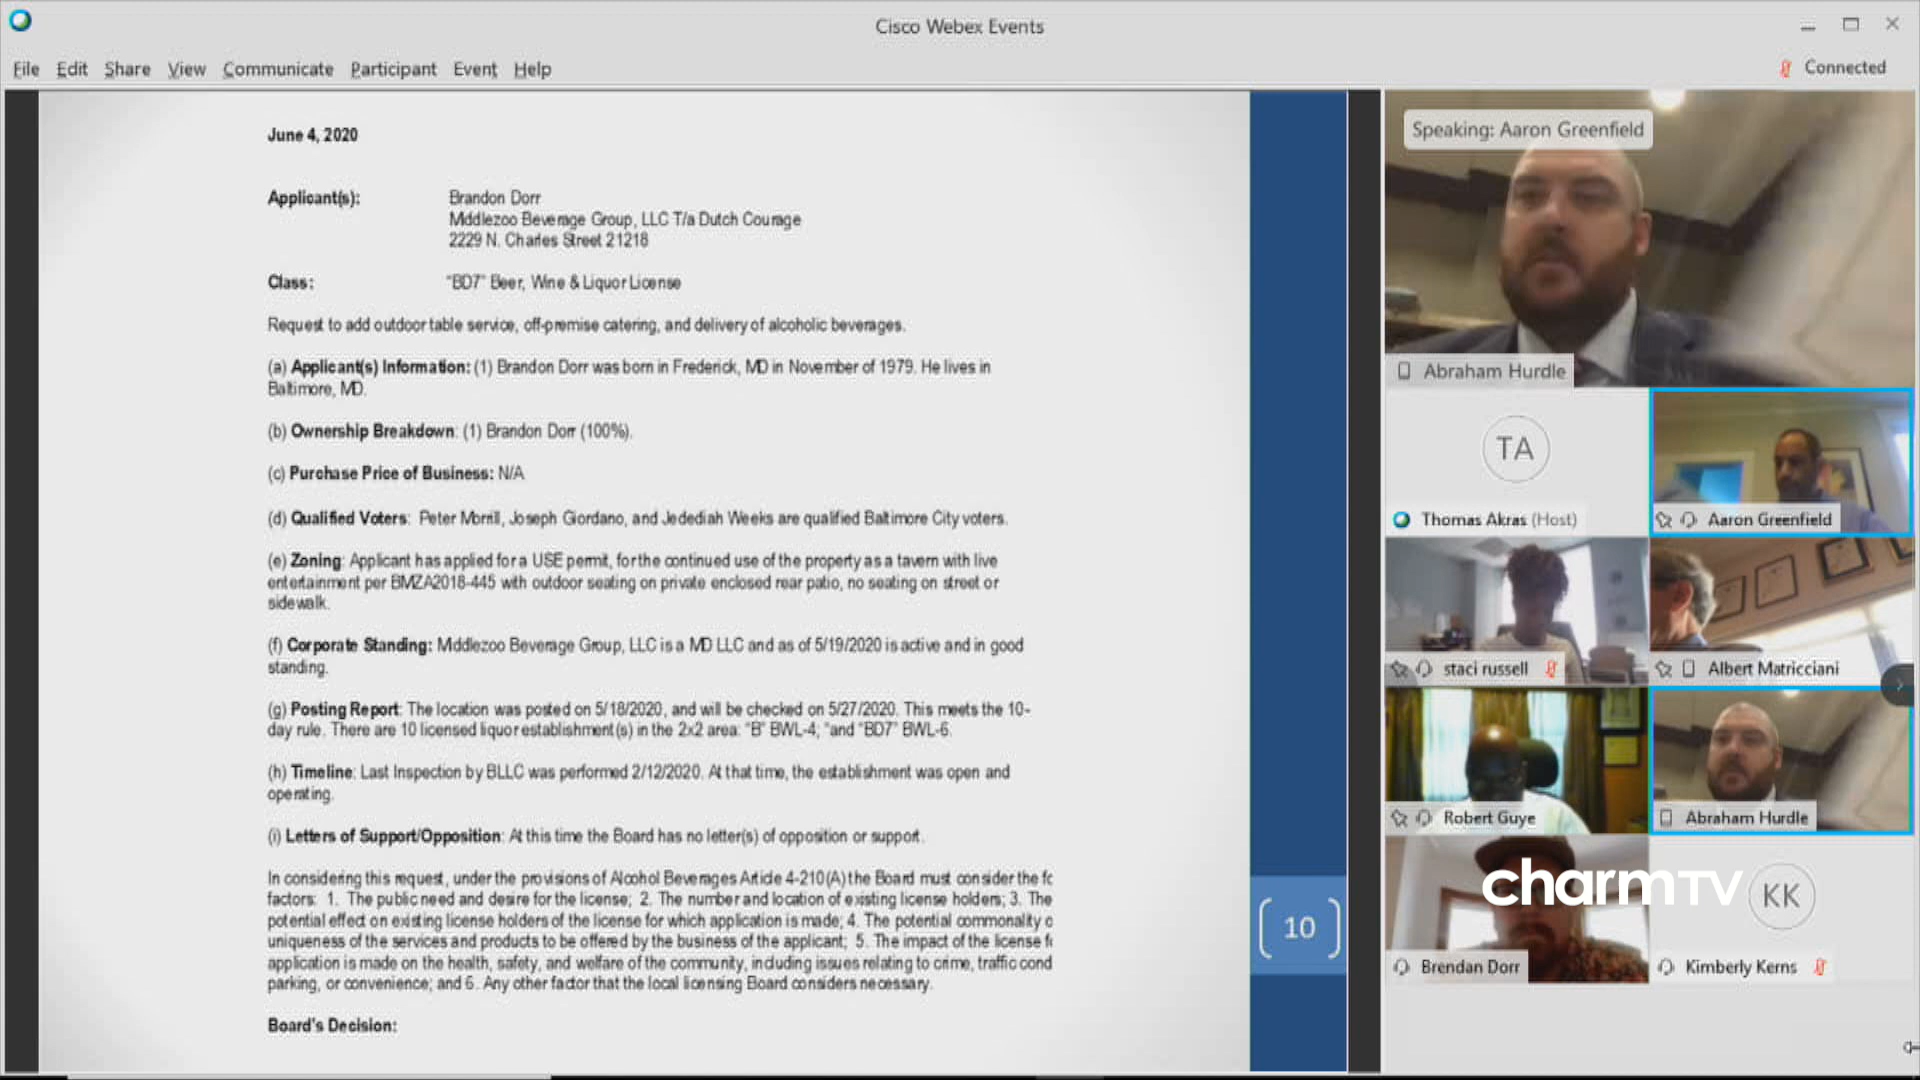 Cisco Webex Events
File Edit Share View Communicate Participant Event Help
Connected
June 4, 2020
Applicant(s): Brandon Dorr
Middlezoo Beverage Group, LLC T/a Dutch Courage
2229 N. Charles Street 21218
Class: "BD7" Beer, Wine & Liquor License
Request to add outdoor table service, off-premise catering, and delivery of alcoholic beverages.
(a) Applicant(s) Information: (1) Brandon Dorr was born in Frederick, MD in November of 1979. He lives in
Baltimore, MD.
(b) Ownership Breakdown: (1) Brandon Dorr (100%).
(c) Purchase Price of Business: N/A
(d) Qualified Voters: Peter Morrill, Joseph Giordano, and Jedediah Weeks are qualified Baltimore City voters.
(e) Zoning: Applicant has applied for a USE permit, for the continued use of the property as a tavern with live
entertainment per BMZA2018-445 with outdoor seating on private enclosed rear patio, no seating on street or
sidewalk.
(f) Corporate Standing: Middlezoo Beverage Group, LLC is a MD LLC and as of 5/19/2020 is active and in good
standing.
(g) Posting Report: The location was posted on 5/18/2020, and will be checked on 5/27/2020. This meets the 10-
day rule. There are 10 licensed liquor establishment(s) in the 2x2 area: "B" BWL-4; "and "BD7" BWL-6.
(h) Timeline: Last Inspection by BLLC was performed 2/12/2020. At that time, the establishment was open and
operating.
(i) Letters of Support/Opposition: At this time the Board has no letter(s) of opposition or support.
In considering this request, under the provisions of Alcohol Beverages Article 4-210(A) the Board must consider the fo
factors: 1. The public need and desire for the license; 2. The number and location of existing license holders; 3. The
potential effect on existing license holders of the license for which application is made; 4. The potential commonality o
uniqueness of the services and products to be offered by the business of the applicant; 5. The impact of the license fo
application is made on the health, safety, and welfare of the community, including issues relating to crime, traffic cond
parking, or convenience; and 6. Any other factor that the local licensing Board considers necessary.
Board's Decision:
10
Speaking: Aaron Greenfield
Abraham Hurdle
TA
Thomas Akras (Host)
Aaron Greenfield
staci russell
Albert Matricciani
Robert Guye
Abraham Hurdle
charmTV
KK
Brendan Dorr
Kimberly Kerns